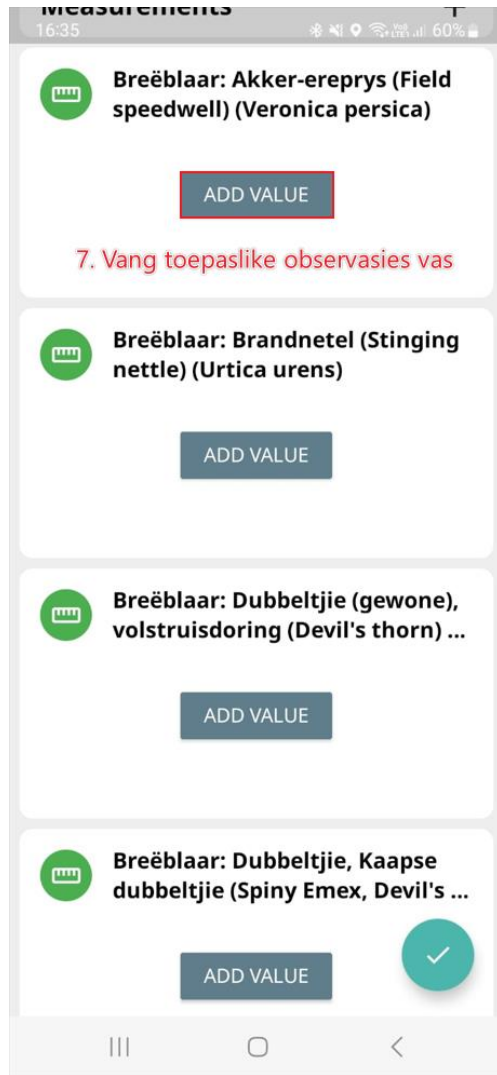 Measurements +
16:35 60%
Breëblaar: Akker-ereprys (Field
speedwell) (Veronica persica)
ADD VALUE
7. Vang toepaslike observasies vas
Breëblaar: Brandnetel (Stinging
nettle) (Urtica urens)
ADD VALUE
Breëblaar: Dubbeltjie (gewone),
volstruisdoring (Devil's thorn) ...
ADD VALUE
Breëblaar: Dubbeltjie, Kaapse
dubbeltjie (Spiny Emex, Devil's ...
ADD VALUE